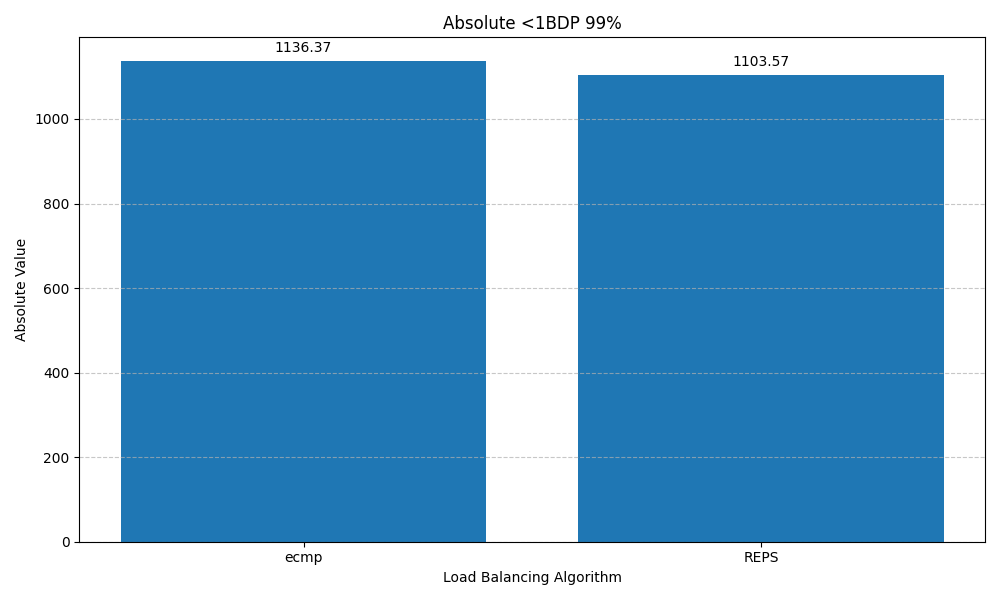 Absolute <1BDP 99%
1136.37
1103.57
1000
800
600
400
200
0
Absolute Value
ecmp
REPS
Load Balancing Algorithm